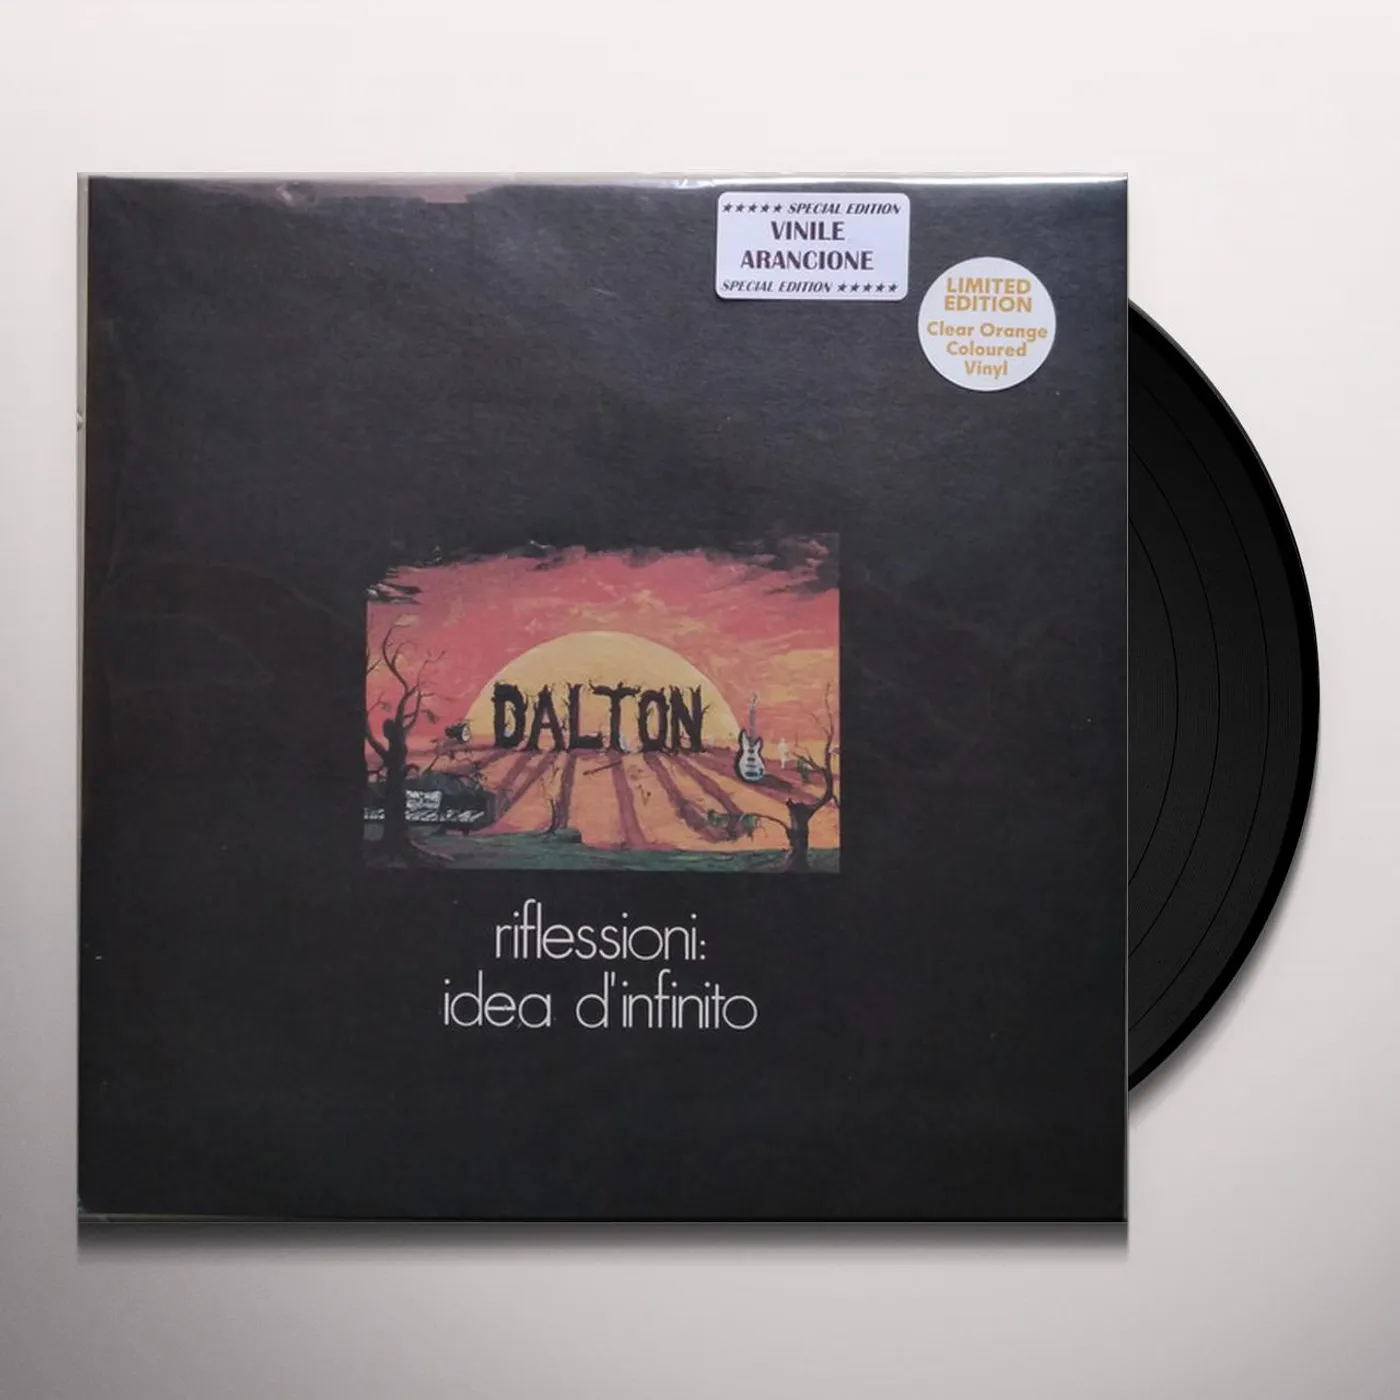 ★★★★★ SPECIAL EDITION
VINILE
ARANCIONE
SPECIAL EDITION ★★★★★
LIMITED
EDITION
Clear Orange
Coloured
Vinyl
DALTON
riflessioni:
idea d'infinito